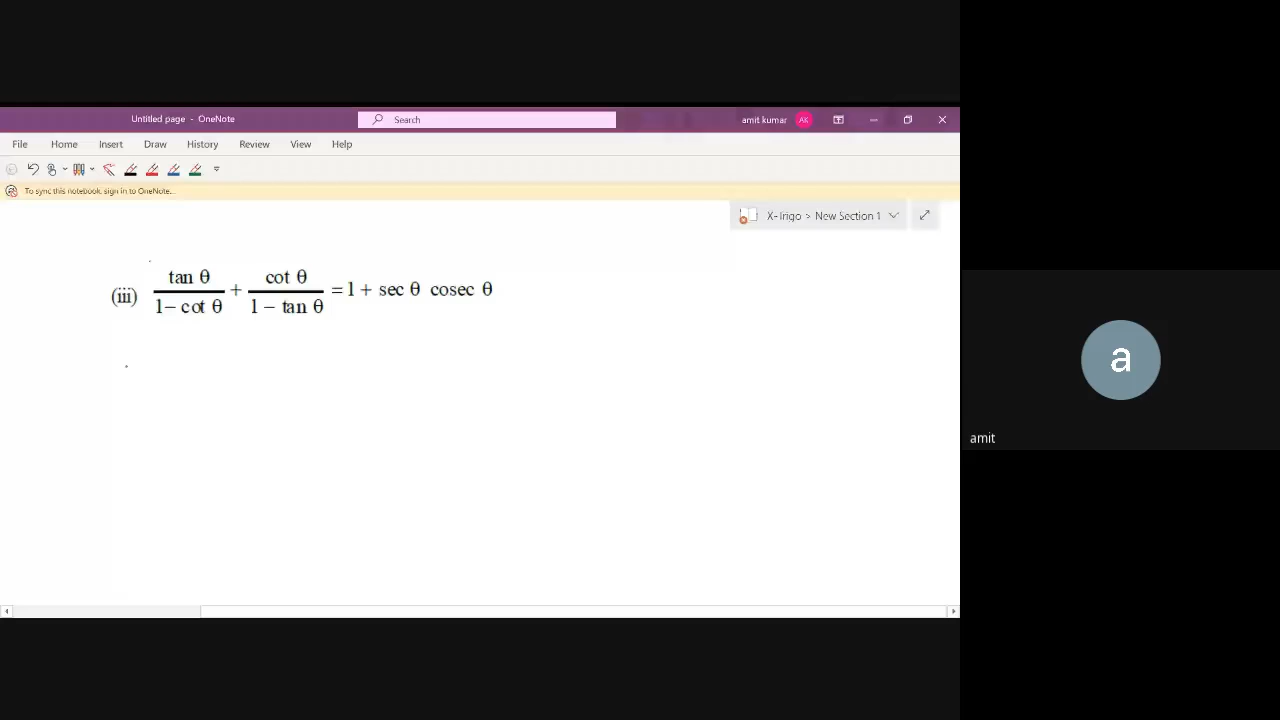 Untitled page - OneNote
Search
amit kumar AK
File Home Insert Draw History Review View Help
To sync this notebook, sign in to OneNote...
X-Trigo > New Section 1
(iii) tan θ / 1− cot θ + cot θ / 1 − tan θ = 1 + sec θ cosec θ
a
amit